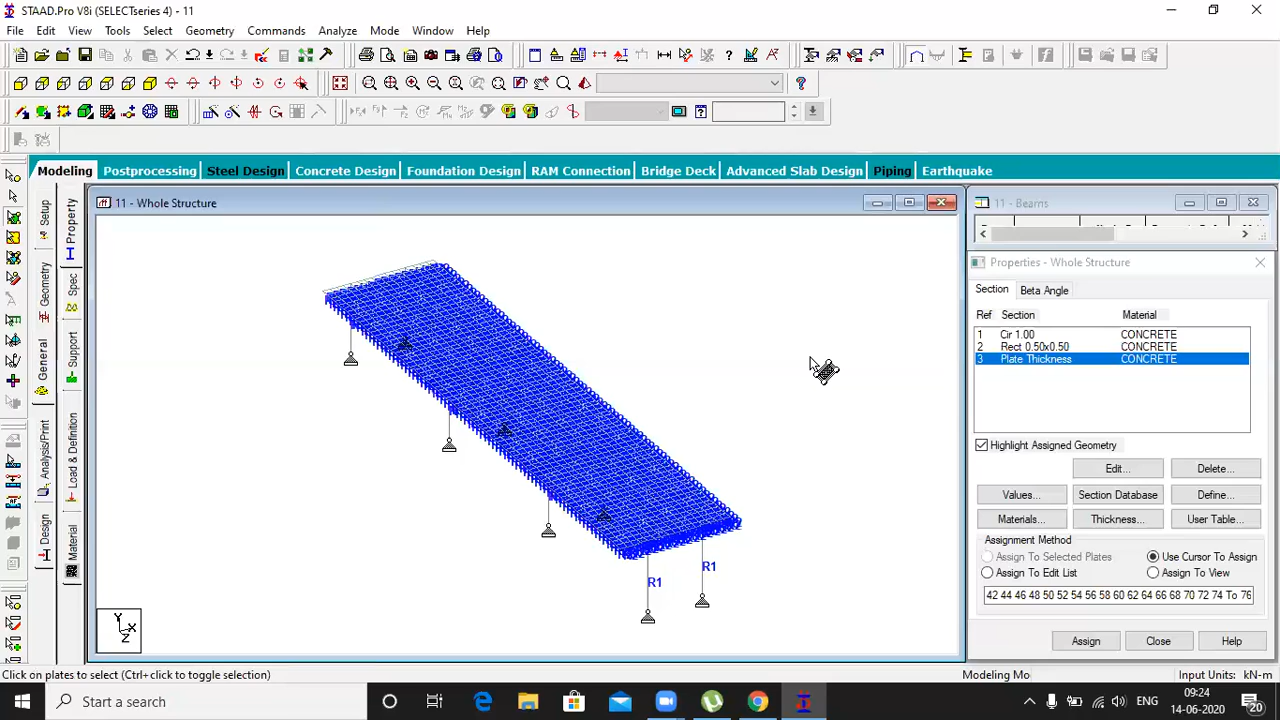 STAAD.Pro V8i (SELECTseries 4) - 11
File Edit View Tools Select Geometry Commands Analyze Mode Window Help
Modeling Postprocessing Steel Design Concrete Design Foundation Design RAM Connection Bridge Deck Advanced Slab Design Piping Earthquake
Setup
Geometry
General
Analysis/Print
Design
Property
Spec
Support
Load & Definition
Material
11 - Whole Structure
R1
R1
Y
X
Z
11 - Beams
Properties - Whole Structure
Section Beta Angle
Ref Section Material
1 Cir 1.00 CONCRETE
2 Rect 0.50x0.50 CONCRETE
3 Plate Thickness CONCRETE
Highlight Assigned Geometry
Edit... Delete...
Values... Section Database Define...
Materials... Thickness... User Table...
Assignment Method
Assign To Selected Plates Use Cursor To Assign
Assign To Edit List Assign To View
42 44 46 48 50 52 54 56 58 60 62 64 66 68 70 72 74 To 76
Assign Close Help
Click on plates to select (Ctrl+click to toggle selection) Modeling Mo Input Units: kN-m
Type here to search
Start a search
ENG
09:24
14-06-2020
20